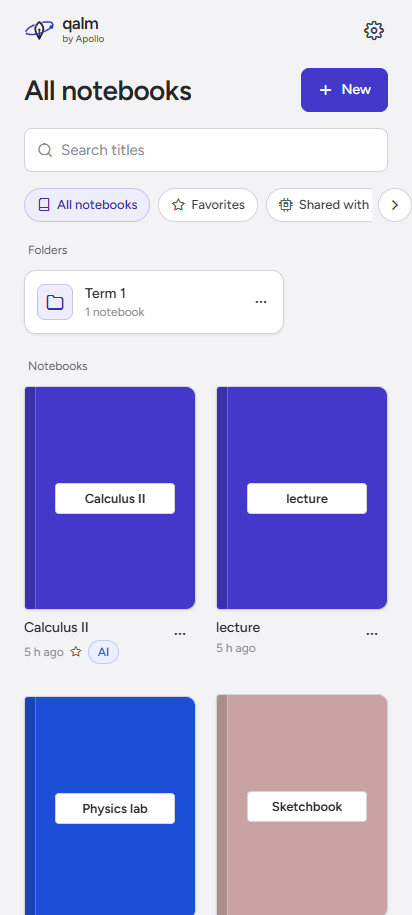 qalm
by Apollo
All notebooks
+ New
Search titles
All notebooks
Favorites
Shared with
Folders
Term 1
1 notebook
Notebooks
Calculus II
lecture
Calculus II
lecture
5 h ago
AI
5 h ago
Physics lab
Sketchbook